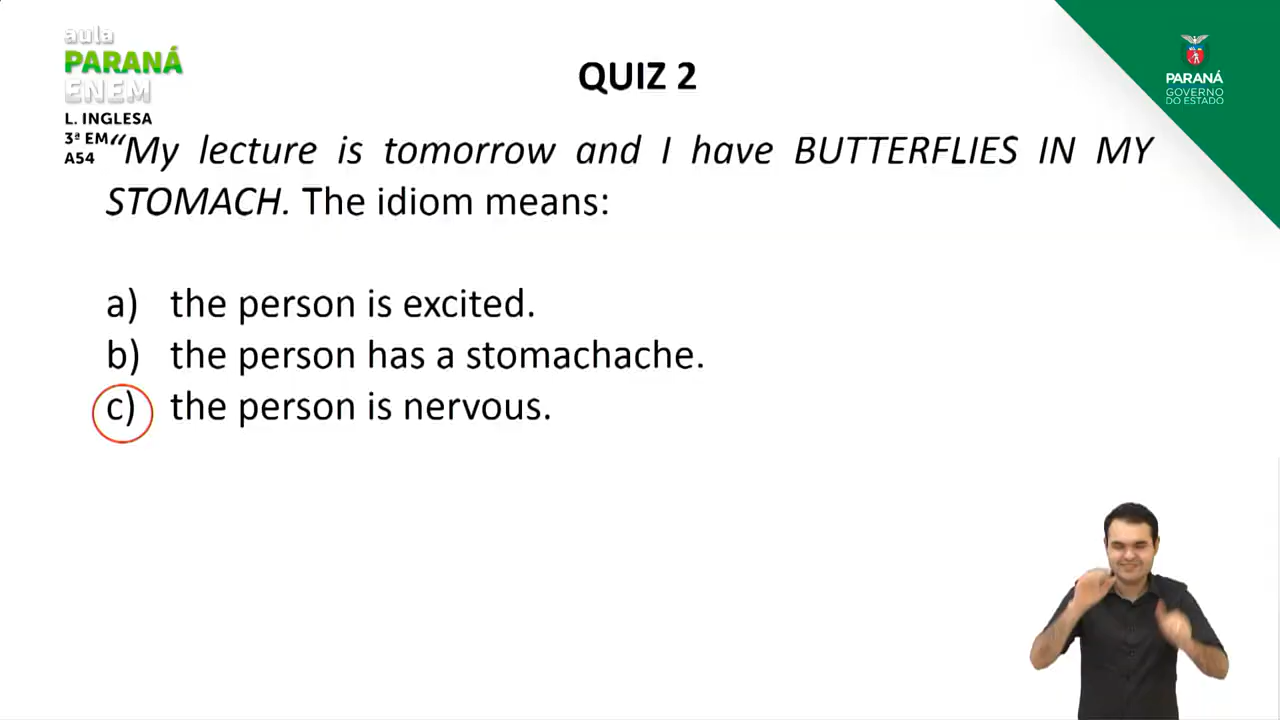 aula
PARANÁ
ENEM
L. INGLESA
3ª EM
A54
PARANÁ
GOVERNO
DO ESTADO
QUIZ 2
“My lecture is tomorrow and I have BUTTERFLIES IN MY
STOMACH. The idiom means:
a) the person is excited.
b) the person has a stomachache.
c) the person is nervous.